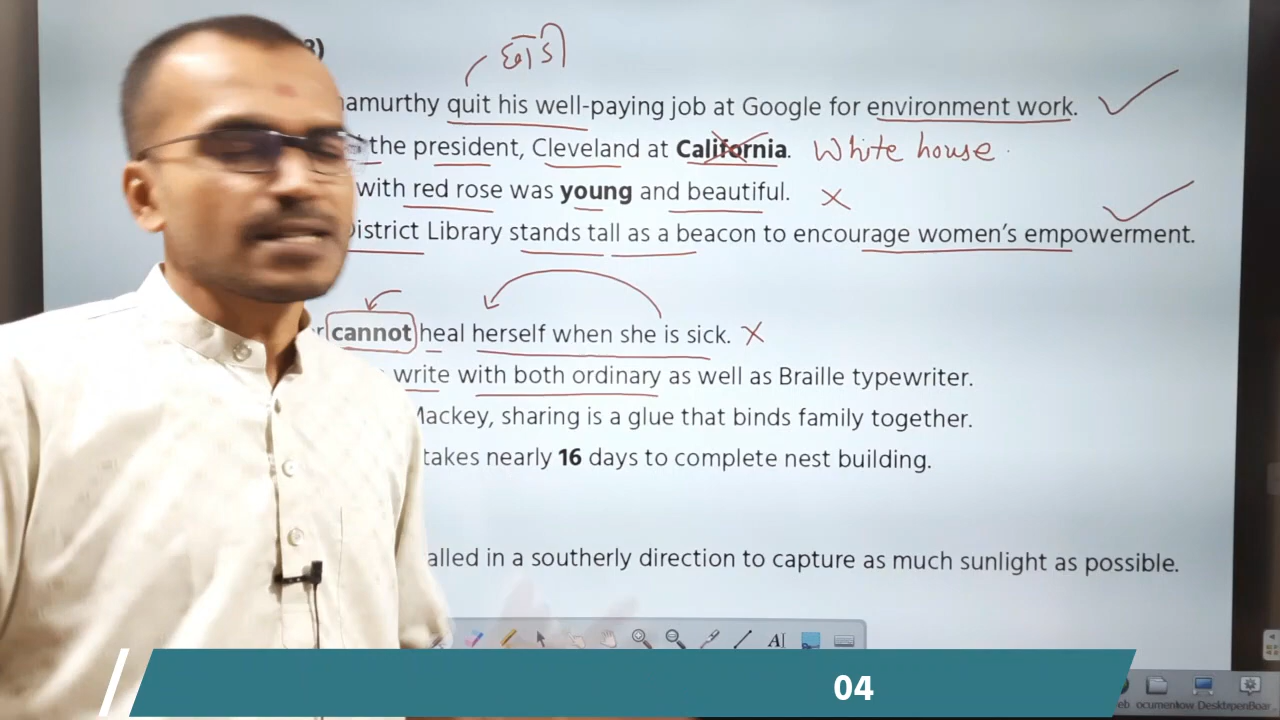 3)
છોડી
namurthy quit his well-paying job at Google for environment work.
the president, Cleveland at California. White house
with red rose was young and beautiful.
District Library stands tall as a beacon to encourage women's empowerment.
cannot heal herself when she is sick.
write with both ordinary as well as Braille typewriter.
Mackey, sharing is a glue that binds family together.
takes nearly 16 days to complete nest building.
alled in a southerly direction to capture as much sunlight as possible.
AI
04